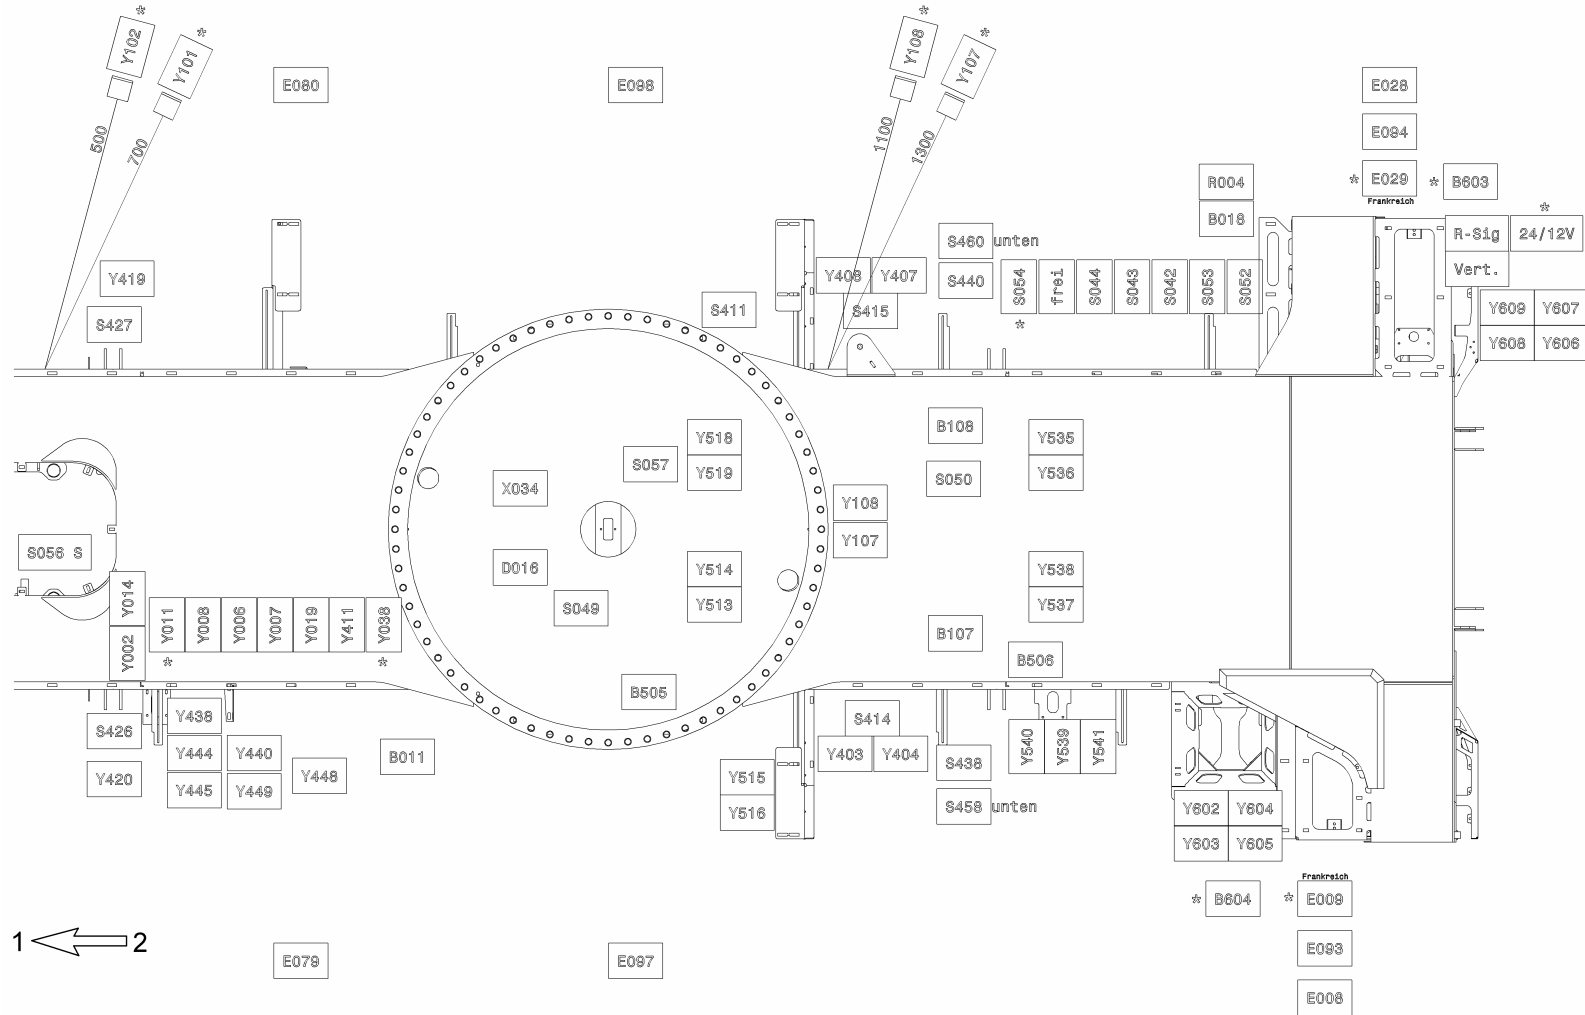 *
Y102
*
Y101
*
Y108
*
Y107
E080
E098
E028
500
700
1100
1300
E094
R004
* E029
* B603
Frankreich
B018
*
R-Sig 24/12V
Vert.
S460 unten
S440
Y419
Y408 Y407
S054
frei
S044
S043
S042
S053
S052
*
S427
S411
S415
Y609 Y607
Y608 Y606
B108
Y518
Y519
Y535
Y536
S057
S050
X034
Y108
Y107
S056 S
D016
Y514
Y513
Y538
Y537
Y014
Y002
Y011
Y008
Y006
Y007
Y019
Y411
Y038
*
*
S049
B107
B506
B505
S426
Y438
S414
Y444 Y440
B011
Y403 Y404
Y540
Y539
Y541
Y420
Y445 Y449
Y448
Y515
Y516
S438
S458 unten
Y602 Y604
Y603 Y605
Frankreich
* B604
* E009
1
2
E079
E097
E093
E008